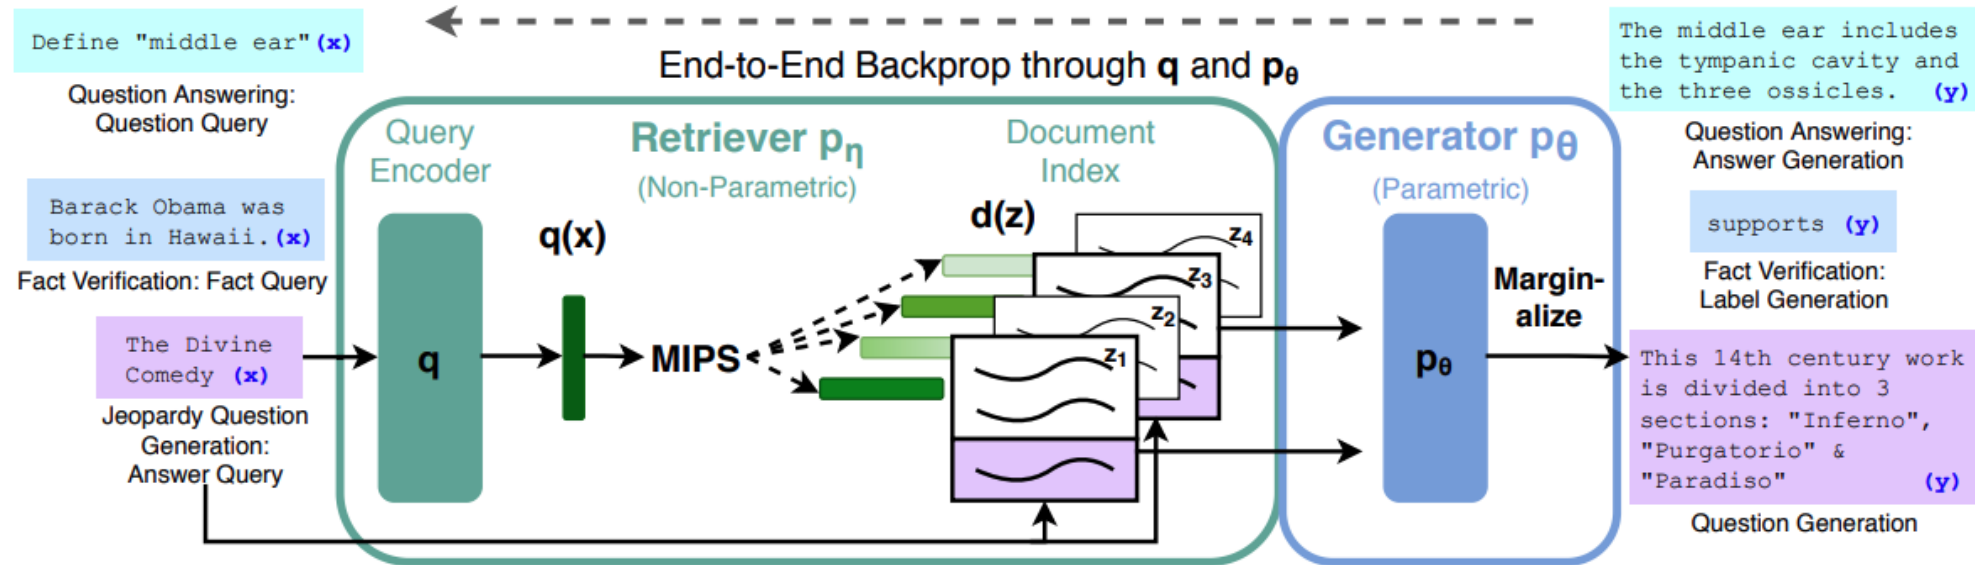 Define "middle ear" (x)
Question Answering:
Question Query
Barack Obama was
born in Hawaii. (x)
Fact Verification: Fact Query
The Divine
Comedy (x)
Jeopardy Question
Generation:
Answer Query
End-to-End Backprop through q and pθ
Query
Encoder
Retriever pη
(Non-Parametric)
Document
Index
q
q(x)
MIPS
d(z)
z4
z3
z2
z1
Generator pθ
(Parametric)
pθ
Margin-
alize
The middle ear includes
the tympanic cavity and
the three ossicles. (y)
Question Answering:
Answer Generation
supports (y)
Fact Verification:
Label Generation
This 14th century work
is divided into 3
sections: "Inferno",
"Purgatorio" &
"Paradiso" (y)
Question Generation